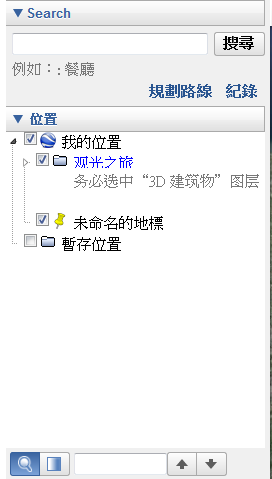 Search
搜尋
例如：: 餐廳
規劃路線 紀錄
位置
我的位置
观光之旅
务必选中“3D 建筑物”图层
未命名的地標
暫存位置